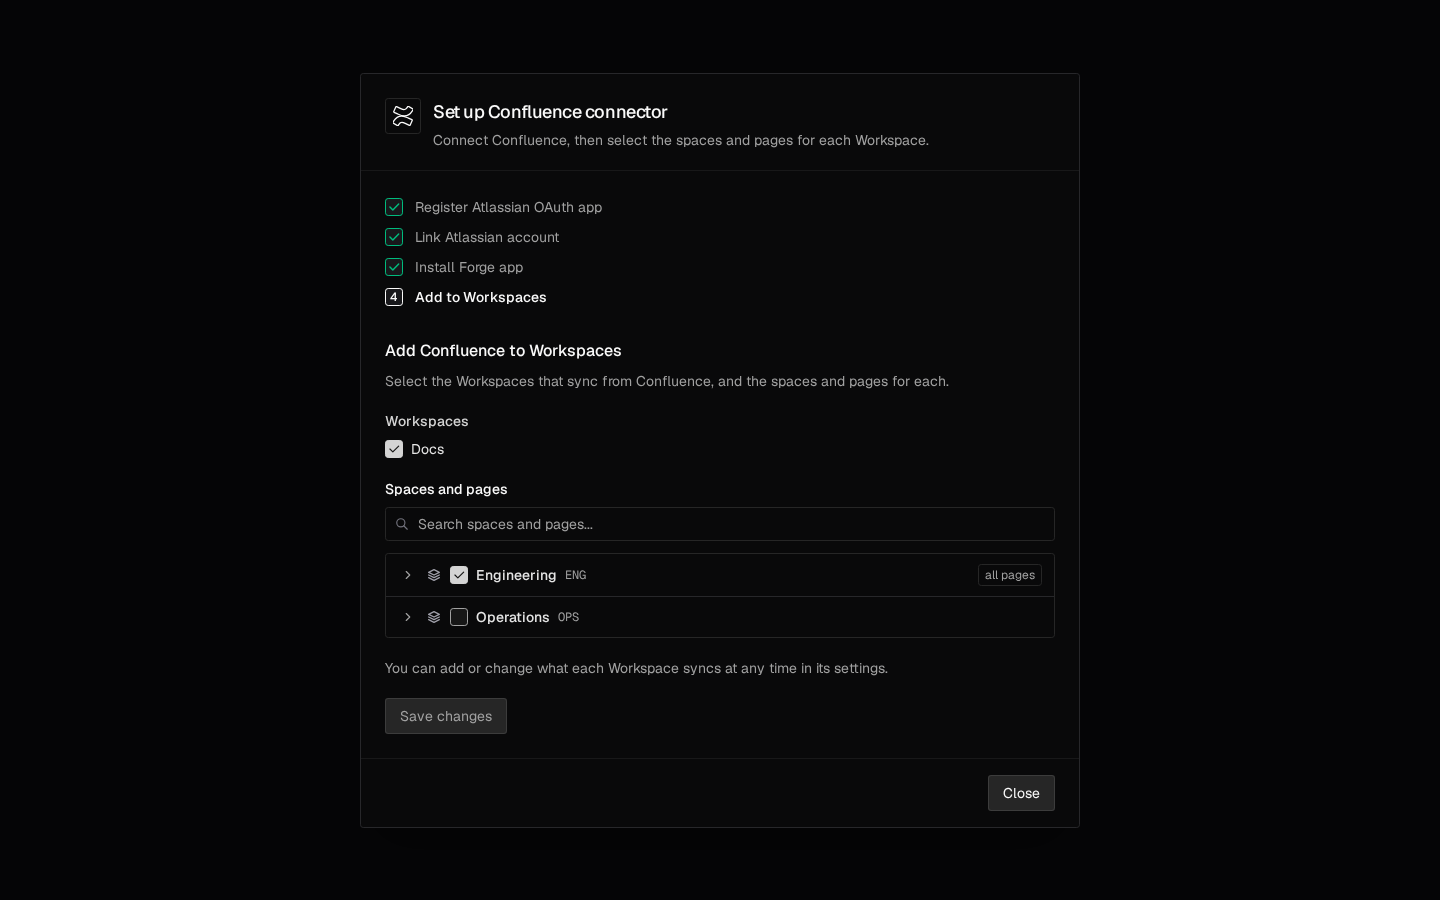 Set up Confluence connector
Connect Confluence, then select the spaces and pages for each Workspace.
Register Atlassian OAuth app
Link Atlassian account
Install Forge app
4 Add to Workspaces
Add Confluence to Workspaces
Select the Workspaces that sync from Confluence, and the spaces and pages for each.
Workspaces
Docs
Spaces and pages
Search spaces and pages...
Engineering ENG all pages
Operations OPS
You can add or change what each Workspace syncs at any time in its settings.
Save changes
Close